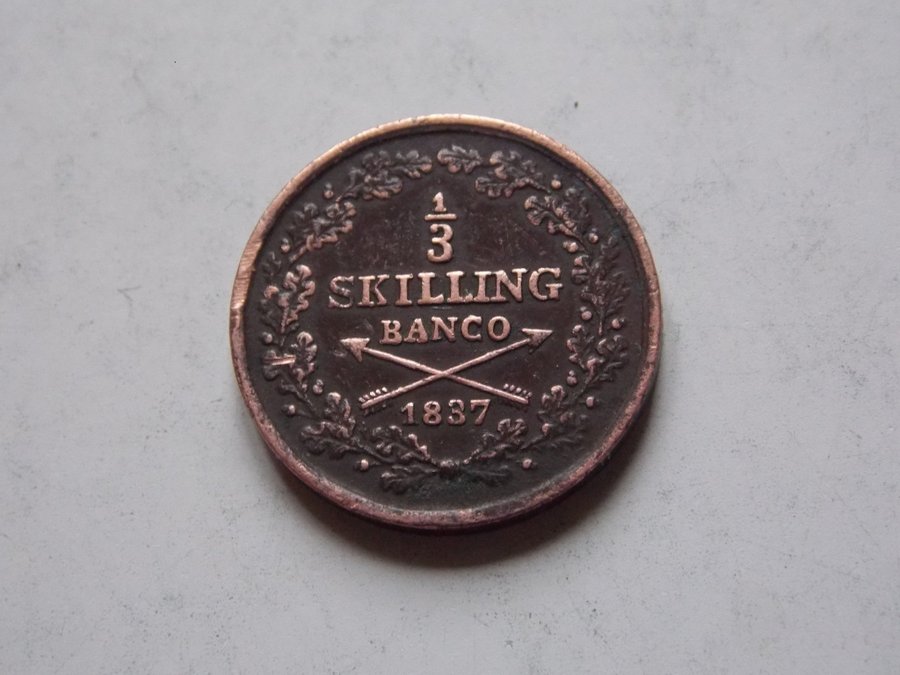 1/3
SKILLING
BANCO
1837